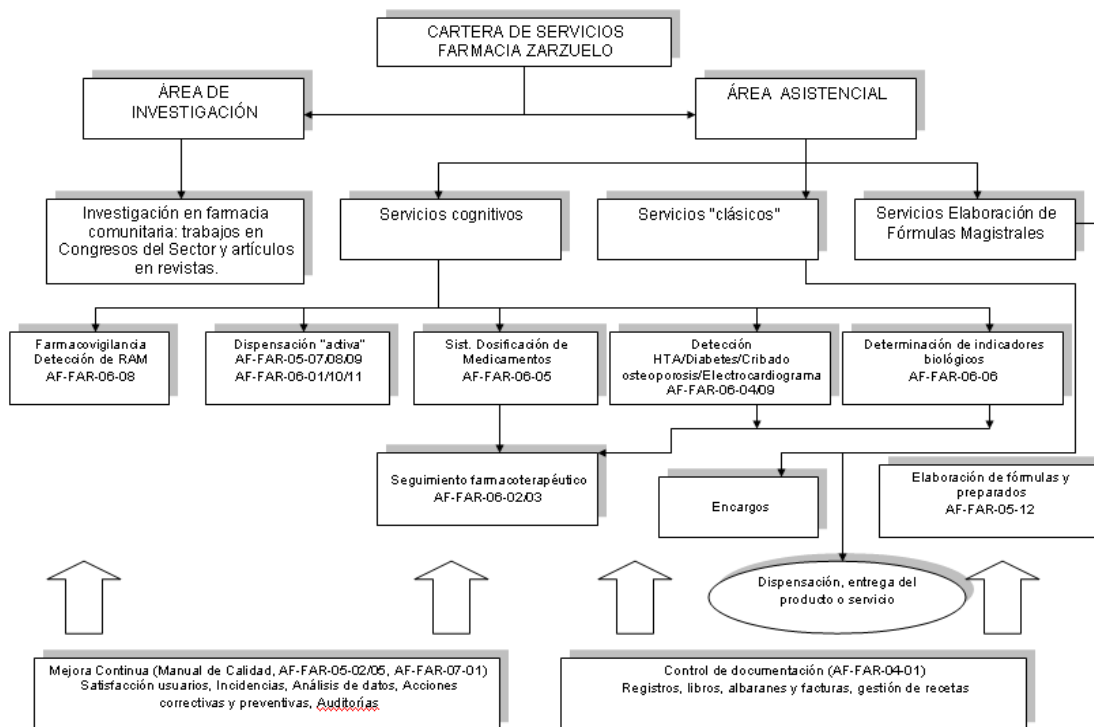 CARTERA DE SERVICIOS
FARMACIA ZARZUELO
ÁREA DE
INVESTIGACIÓN
ÁREA ASISTENCIAL
Investigación en farmacia
comunitaria: trabajos en
Congresos del Sector y artículos
en revistas.
Servicios cognitivos
Servicios "clásicos"
Servicios Elaboración de
Fórmulas Magistrales
Farmacovigilancia
Detección de RAM
AF-FAR-06-08
Dispensación "activa"
AF-FAR-05-07/08/09
AF-FAR-06-01/10/11
Sist. Dosificación de
Medicamentos
AF-FAR-06-05
Detección
HTA/Diabetes/Cribado
osteoporosis/Electrocardiograma
AF-FAR-06-04/09
Determinación de indicadores
biológicos
AF-FAR-06-06
Seguimiento farmacoterapéutico
AF-FAR-06-02/03
Encargos
Elaboración de fórmulas y
preparados
AF-FAR-05-12
Dispensación, entrega del
producto o servicio
Mejora Continua (Manual de Calidad, AF-FAR-05-02/05, AF-FAR-07-01)
Satisfacción usuarios, Incidencias, Análisis de datos, Acciones
correctivas y preventivas, Auditorías
Control de documentación (AF-FAR-04-01)
Registros, libros, albaranes y facturas, gestión de recetas